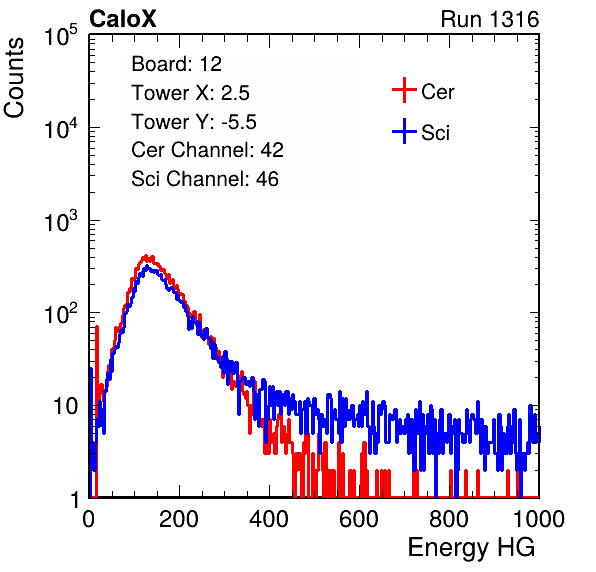 CaloX Run 1316
Counts
10^5
10^4
10^3
10^2
10
1
Board: 12
Tower X: 2.5
Tower Y: -5.5
Cer Channel: 42
Sci Channel: 46
Cer
Sci
0 200 400 600 800 1000
Energy HG